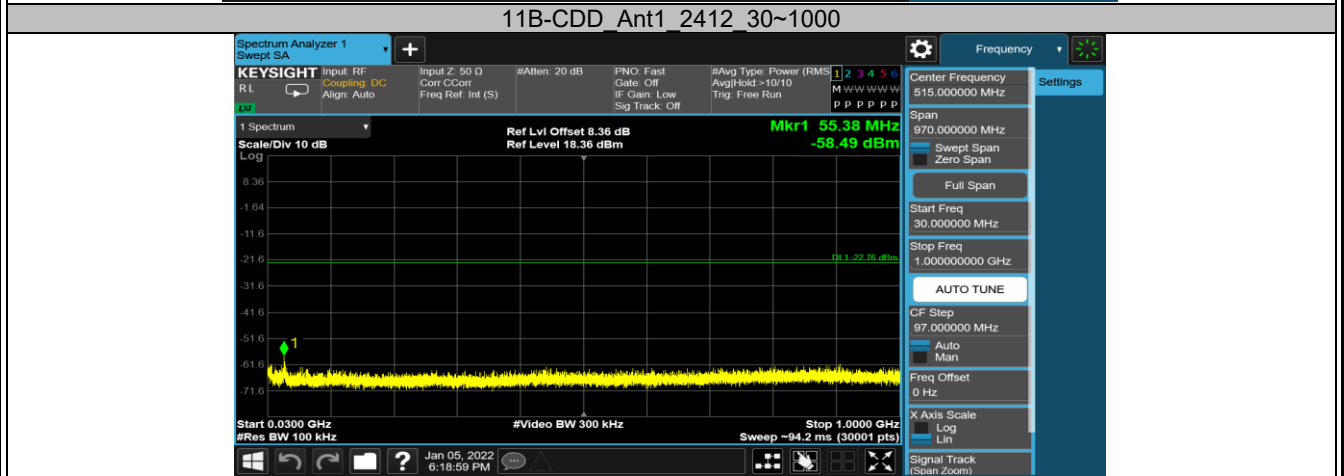 11B-CDD_Ant1_2412_30~1000
Spectrum Analyzer 1
Swept SA
Frequency
KEYSIGHT
RL
LXI
Input: RF
Coupling: DC
Align: Auto
Input Z: 50 Ω
Corr CCorr
Freq Ref: Int (S)
#Atten: 20 dB
PNO: Fast
Gate: Off
IF Gain: Low
Sig Track: Off
#Avg Type: Power (RMS
Avg|Hold:>10/10
Trig: Free Run
1 2 3 4 5 6
M W W W W W
P P P P P P
1 Spectrum
Scale/Div 10 dB
Log
Ref Lvl Offset 8.36 dB
Ref Level 18.36 dBm
Mkr1 55.38 MHz
-58.49 dBm
8.36
-1.64
-11.6
-21.6
DL1 -22.76 dBm
-31.6
-41.6
-51.6
1
-61.6
-71.6
Start 0.0300 GHz
#Res BW 100 kHz
#Video BW 300 kHz
Stop 1.0000 GHz
Sweep ~94.2 ms (30001 pts)
?
Jan 05, 2022
6:18:59 PM
Center Frequency
515.000000 MHz
Span
970.000000 MHz
Swept Span
Zero Span
Full Span
Start Freq
30.000000 MHz
Stop Freq
1.000000000 GHz
AUTO TUNE
CF Step
97.000000 MHz
Auto
Man
Freq Offset
0 Hz
X Axis Scale
Log
Lin
Signal Track
(Span Zoom)
Settings